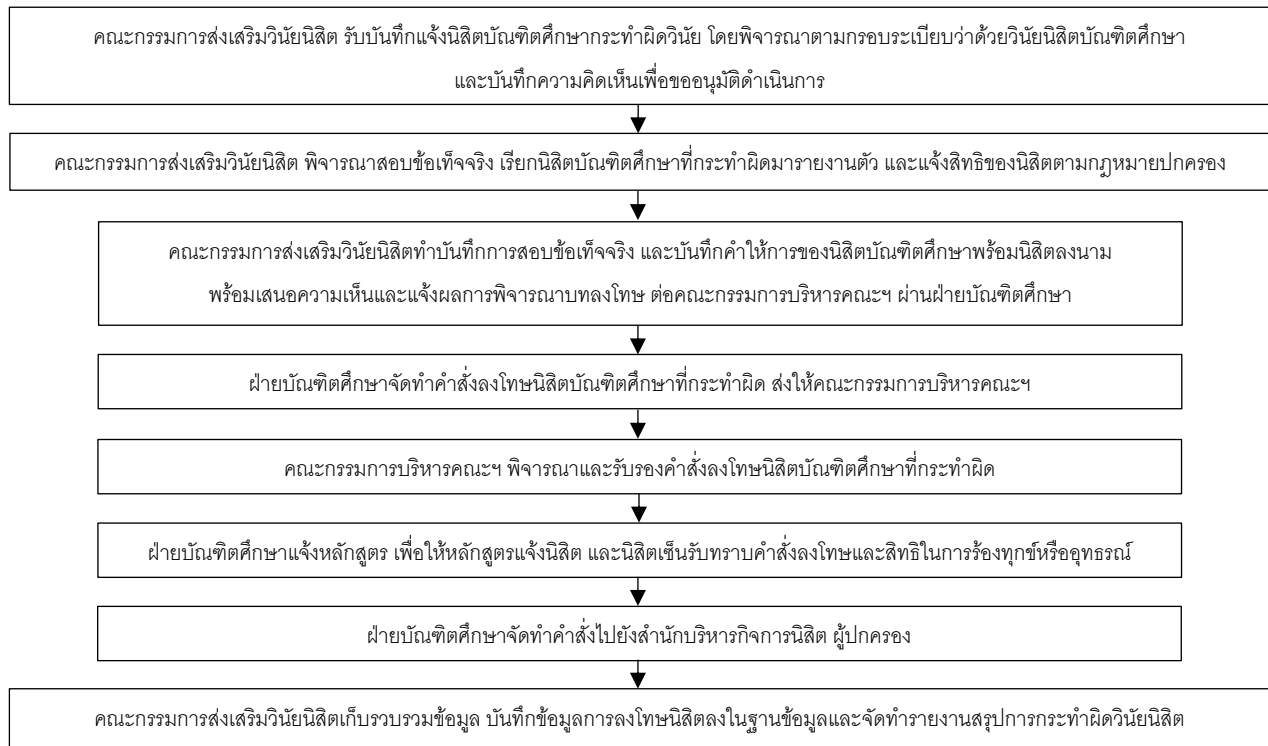 คณะกรรมการส่งเสริมวินัยนิสิต รับบันทึกแจ้งนิสิตบัณฑิตศึกษากระทำผิดวินัย โดยพิจารณาตามกรอบระเบียบว่าด้วยวินัยนิสิตบัณฑิตศึกษา
และบันทึกความคิดเห็นเพื่อขออนุมัติดำเนินการ
คณะกรรมการส่งเสริมวินัยนิสิต พิจารณาสอบข้อเท็จจริง เรียกนิสิตบัณฑิตศึกษาที่กระทำผิดมารายงานตัว และแจ้งสิทธิของนิสิตตามกฎหมายปกครอง
คณะกรรมการส่งเสริมวินัยนิสิตทำบันทึกการสอบข้อเท็จจริง และบันทึกคำให้การของนิสิตบัณฑิตศึกษาพร้อมนิสิตลงนาม
พร้อมเสนอความเห็นและแจ้งผลการพิจารณาบทลงโทษ ต่อคณะกรรมการบริหารคณะฯ ผ่านฝ่ายบัณฑิตศึกษา
ฝ่ายบัณฑิตศึกษาจัดทำคำสั่งลงโทษนิสิตบัณฑิตศึกษาที่กระทำผิด ส่งให้คณะกรรมการบริหารคณะฯ
คณะกรรมการบริหารคณะฯ พิจารณาและรับรองคำสั่งลงโทษนิสิตบัณฑิตศึกษาที่กระทำผิด
ฝ่ายบัณฑิตศึกษาแจ้งหลักสูตร เพื่อให้หลักสูตรแจ้งนิสิต และนิสิตเซ็นรับทราบคำสั่งลงโทษและสิทธิในการร้องทุกข์หรืออุทธรณ์
ฝ่ายบัณฑิตศึกษาจัดทำคำสั่งไปยังสำนักบริหารกิจการนิสิต ผู้ปกครอง
คณะกรรมการส่งเสริมวินัยนิสิตเก็บรวบรวมข้อมูล บันทึกข้อมูลการลงโทษนิสิตลงในฐานข้อมูลและจัดทำรายงานสรุปการกระทำผิดวินัยนิสิต